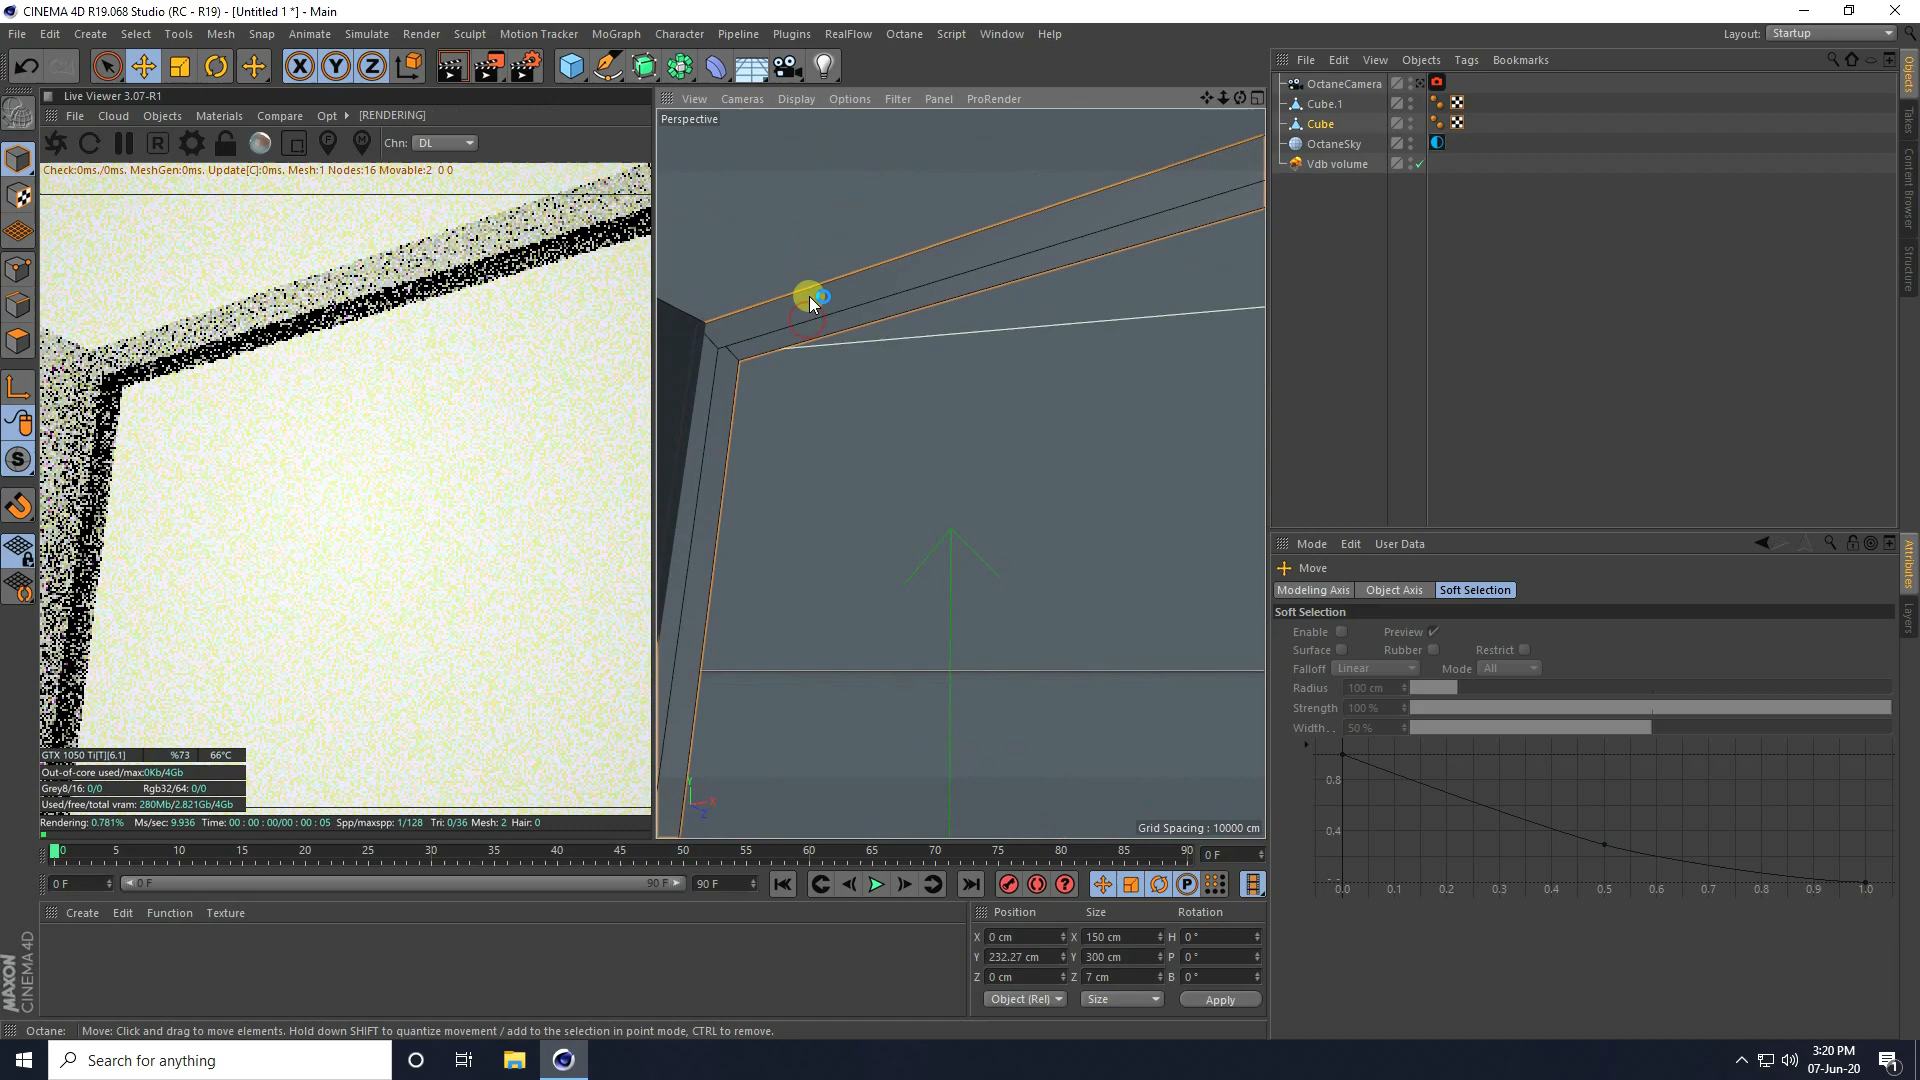 CINEMA 4D R19.068 Studio (RC - R19) - [Untitled 1 *] - Main
File Edit Create Select Tools Mesh Snap Animate Simulate Render Sculpt Motion Tracker MoGraph Character Pipeline Plugins RealFlow Octane Script Window Help
Layout: Startup
Live Viewer 3.07-R1
File Cloud Objects Materials Compare Opt [RENDERING]
Chn: DL
Check:0ms./0ms. MeshGen:0ms. Update[C]:0ms. Mesh:1 Nodes:16 Movable:2 0 0
GTX 1050 Ti[T][6.1] %73 66°C
Out-of-core used/max:0Kb/4Gb
Grey8/16: 0/0 Rgb32/64: 0/0
Used/free/total vram: 280Mb/2.821Gb/4Gb
Rendering: 0.781% Ms/sec: 9.936 Time: 00 : 00 : 00/00 : 00 : 05 Spp/maxspp: 1/128 Tri: 0/36 Mesh: 2 Hair: 0
View Cameras Display Options Filter Panel ProRender
Perspective
Y
X
Z
Grid Spacing : 10000 cm
File Edit View Objects Tags Bookmarks
OctaneCamera
Cube.1
Cube
OctaneSky
Vdb volume
Objects
Takes
Content Browser
Structure
Mode Edit User Data
Move
Modeling Axis Object Axis Soft Selection
Soft Selection
Enable Preview
Surface Rubber Restrict
Falloff Linear Mode All
Radius 100 cm
Strength 100 %
Width.. 50 %
0.8
0.4
0.0 0.1 0.2 0.3 0.4 0.5 0.6 0.7 0.8 0.9 1.0
Attributes
Layers
0 5 10 15 20 25 30 35 40 45 50 55 60 65 70 75 80 85 90
0 F
0 F 0 F 90 F 90 F
Create Edit Function Texture
Position Size Rotation
X 0 cm X 150 cm H 0 °
Y 232.27 cm Y 300 cm P 0 °
Z 0 cm Z 7 cm B 0 °
Object (Rel) Size Apply
MAXON
CINEMA 4D
Octane: Move: Click and drag to move elements. Hold down SHIFT to quantize movement / add to the selection in point mode, CTRL to remove.
Search for anything
3:20 PM
07-Jun-20
1